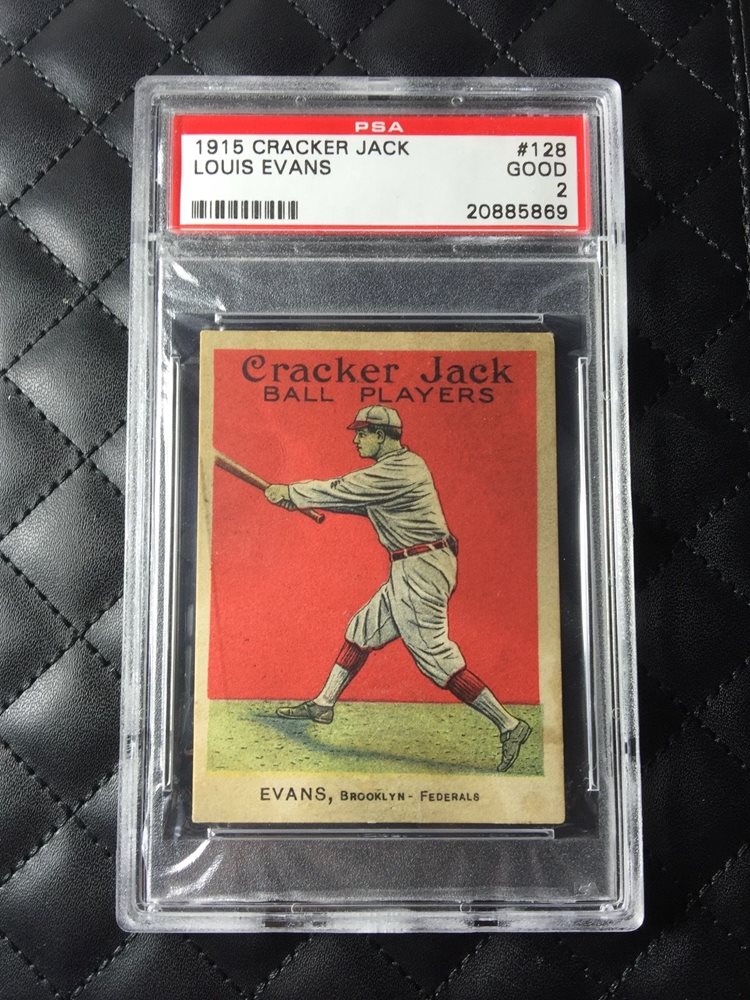 PSA
1915 CRACKER JACK #128
LOUIS EVANS GOOD
2
20885869
Cracker Jack
BALL PLAYERS
EVANS, BROOKLYN - FEDERALS